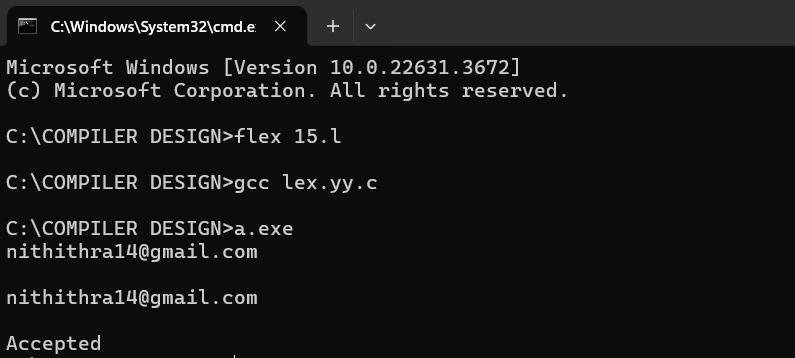 C:\Windows\System32\cmd.e
Microsoft Windows [Version 10.0.22631.3672]
(c) Microsoft Corporation. All rights reserved.
C:\COMPILER DESIGN>flex 15.l
C:\COMPILER DESIGN>gcc lex.yy.c
C:\COMPILER DESIGN>a.exe
nithithra14@gmail.com
nithithra14@gmail.com
Accepted